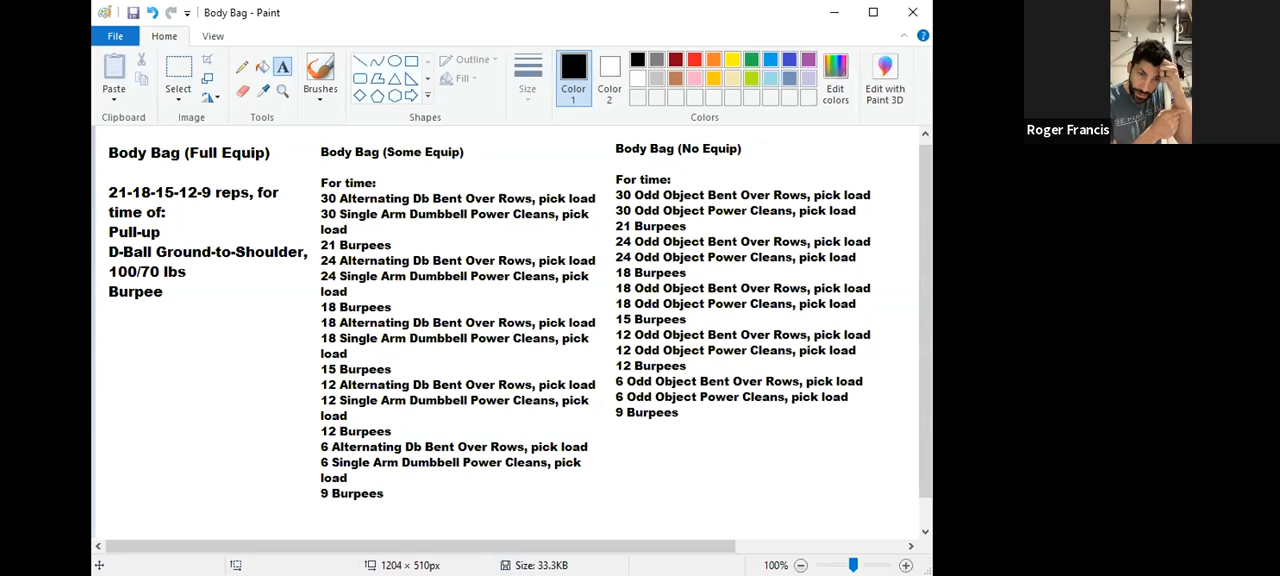 Body Bag - Paint
File
Home
View
Paste
Clipboard
Select
Image
A
Tools
Brushes
Outline
Fill
Shapes
Size
Color
1
Color
2
Edit
colors
Colors
Edit with
Paint 3D
Body Bag (Full Equip)
21-18-15-12-9 reps, for
time of:
Pull-up
D-Ball Ground-to-Shoulder,
100/70 lbs
Burpee
Body Bag (Some Equip)
For time:
30 Alternating Db Bent Over Rows, pick load
30 Single Arm Dumbbell Power Cleans, pick
load
21 Burpees
24 Alternating Db Bent Over Rows, pick load
24 Single Arm Dumbbell Power Cleans, pick
load
18 Burpees
18 Alternating Db Bent Over Rows, pick load
18 Single Arm Dumbbell Power Cleans, pick
load
15 Burpees
12 Alternating Db Bent Over Rows, pick load
12 Single Arm Dumbbell Power Cleans, pick
load
12 Burpees
6 Alternating Db Bent Over Rows, pick load
6 Single Arm Dumbbell Power Cleans, pick
load
9 Burpees
Body Bag (No Equip)
For time:
30 Odd Object Bent Over Rows, pick load
30 Odd Object Power Cleans, pick load
21 Burpees
24 Odd Object Bent Over Rows, pick load
24 Odd Object Power Cleans, pick load
18 Burpees
18 Odd Object Bent Over Rows, pick load
18 Odd Object Power Cleans, pick load
15 Burpees
12 Odd Object Bent Over Rows, pick load
12 Odd Object Power Cleans, pick load
12 Burpees
6 Odd Object Bent Over Rows, pick load
6 Odd Object Power Cleans, pick load
9 Burpees
1204 × 510px
Size: 33.3KB
100%
Roger Francis